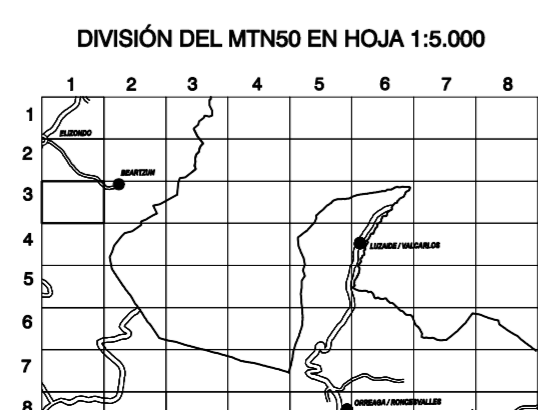 DIVISIÓN DEL MTN50 EN HOJA 1:5.000
1 2 3 4 5 6 7 8
1
ELIZONDO
2
BEARTZUN
3
4
LUZAIDE / VALCARLOS
5
6
7
ORREAGA / RONCESVALLES
8